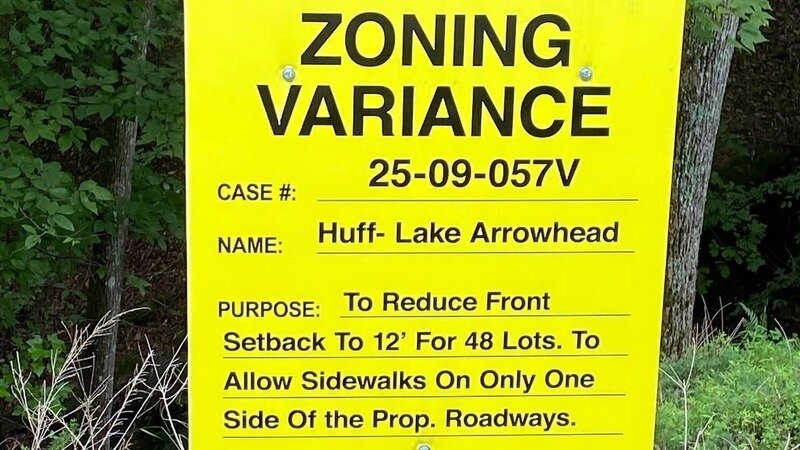 ZONING
VARIANCE
CASE #: 25-09-057V
NAME: Huff- Lake Arrowhead
PURPOSE: To Reduce Front
Setback To 12’ For 48 Lots. To
Allow Sidewalks On Only One
Side Of the Prop. Roadways.